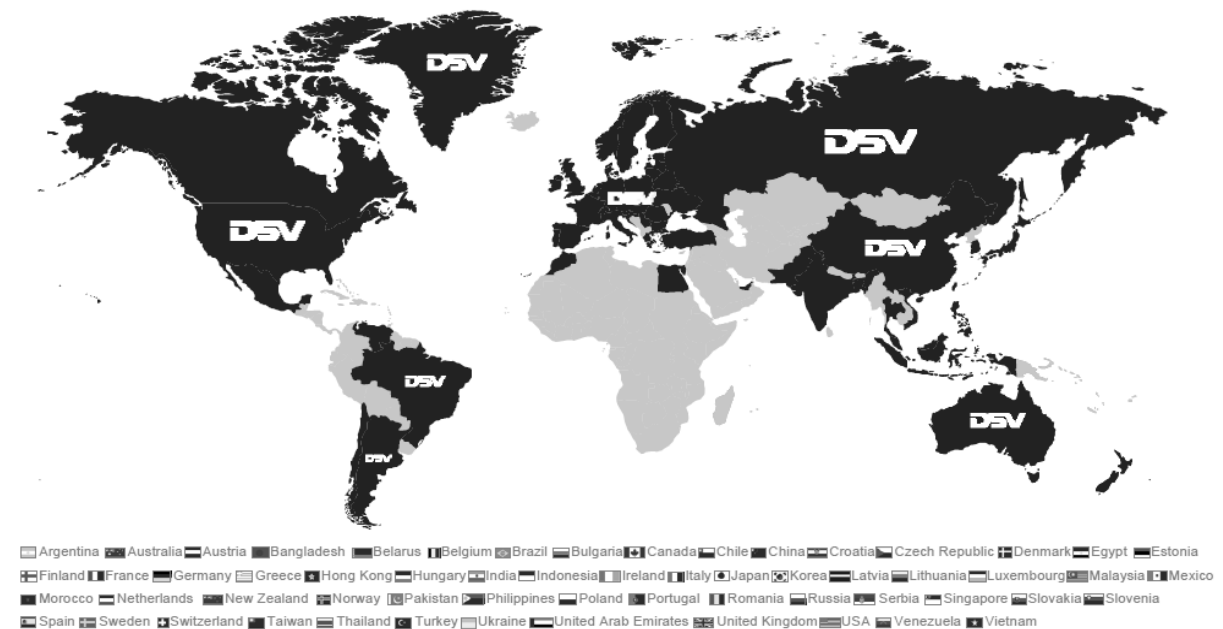 DSV
DSV
DSV
DSV
DSV
DSV
DSV
DSV
Argentina Australia Austria Bangladesh Belarus Belgium Brazil Bulgaria Canada Chile China Croatia Czech Republic Denmark Egypt Estonia
Finland France Germany Greece Hong Kong Hungary India Indonesia Ireland Italy Japan Korea Latvia Lithuania Luxembourg Malaysia Mexico
Morocco Netherlands New Zealand Norway Pakistan Philippines Poland Portugal Romania Russia Serbia Singapore Slovakia Slovenia
Spain Sweden Switzerland Taiwan Thailand Turkey Ukraine United Arab Emirates United Kingdom USA Venezuela Vietnam